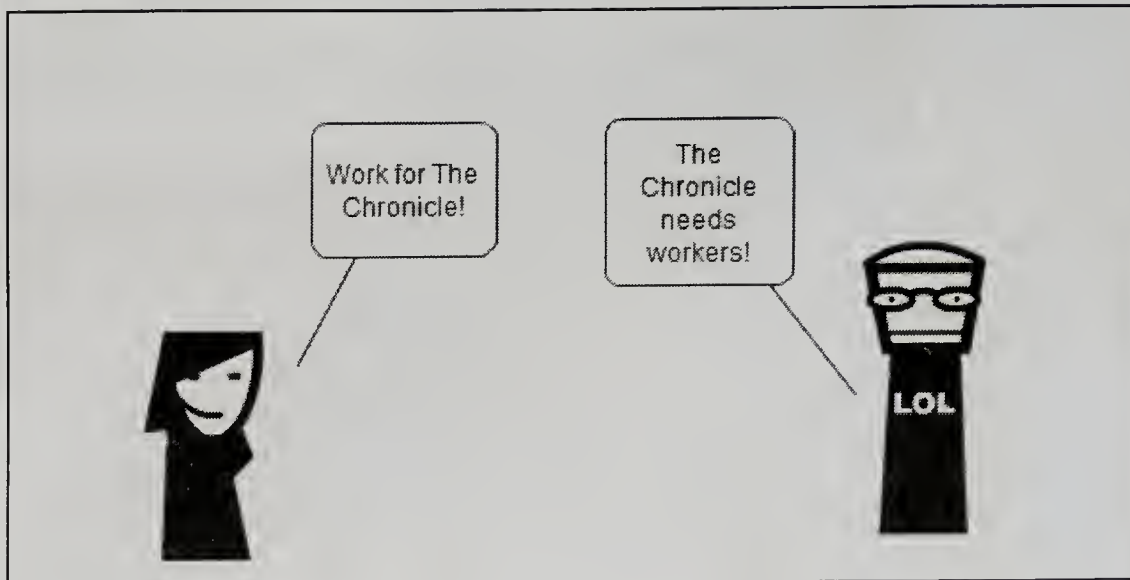 Work for The
Chronicle!
The
Chronicle
needs
workers!
LOL